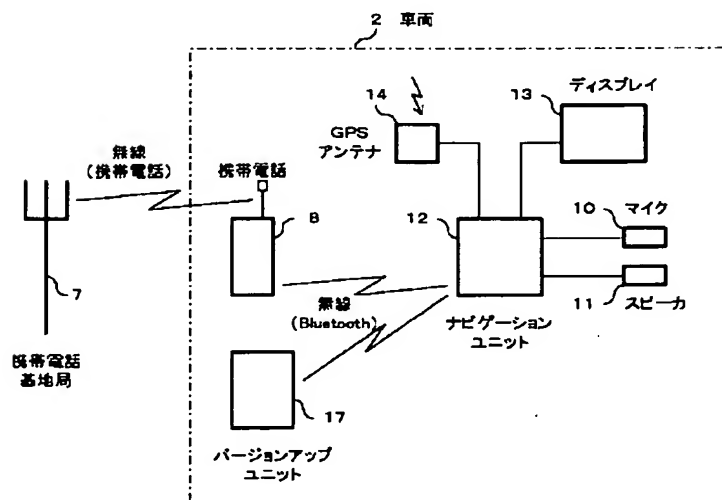 2 車両
ディスプレイ
14
13
GPS
アンテナ
無線
(携帯電話)
携帯電話
12
10
マイク
8
7
無線
(Bluetooth)
11
スピーカ
ナビゲーション
ユニット
携帯電話
基地局
17
バージョンアップ
ユニット